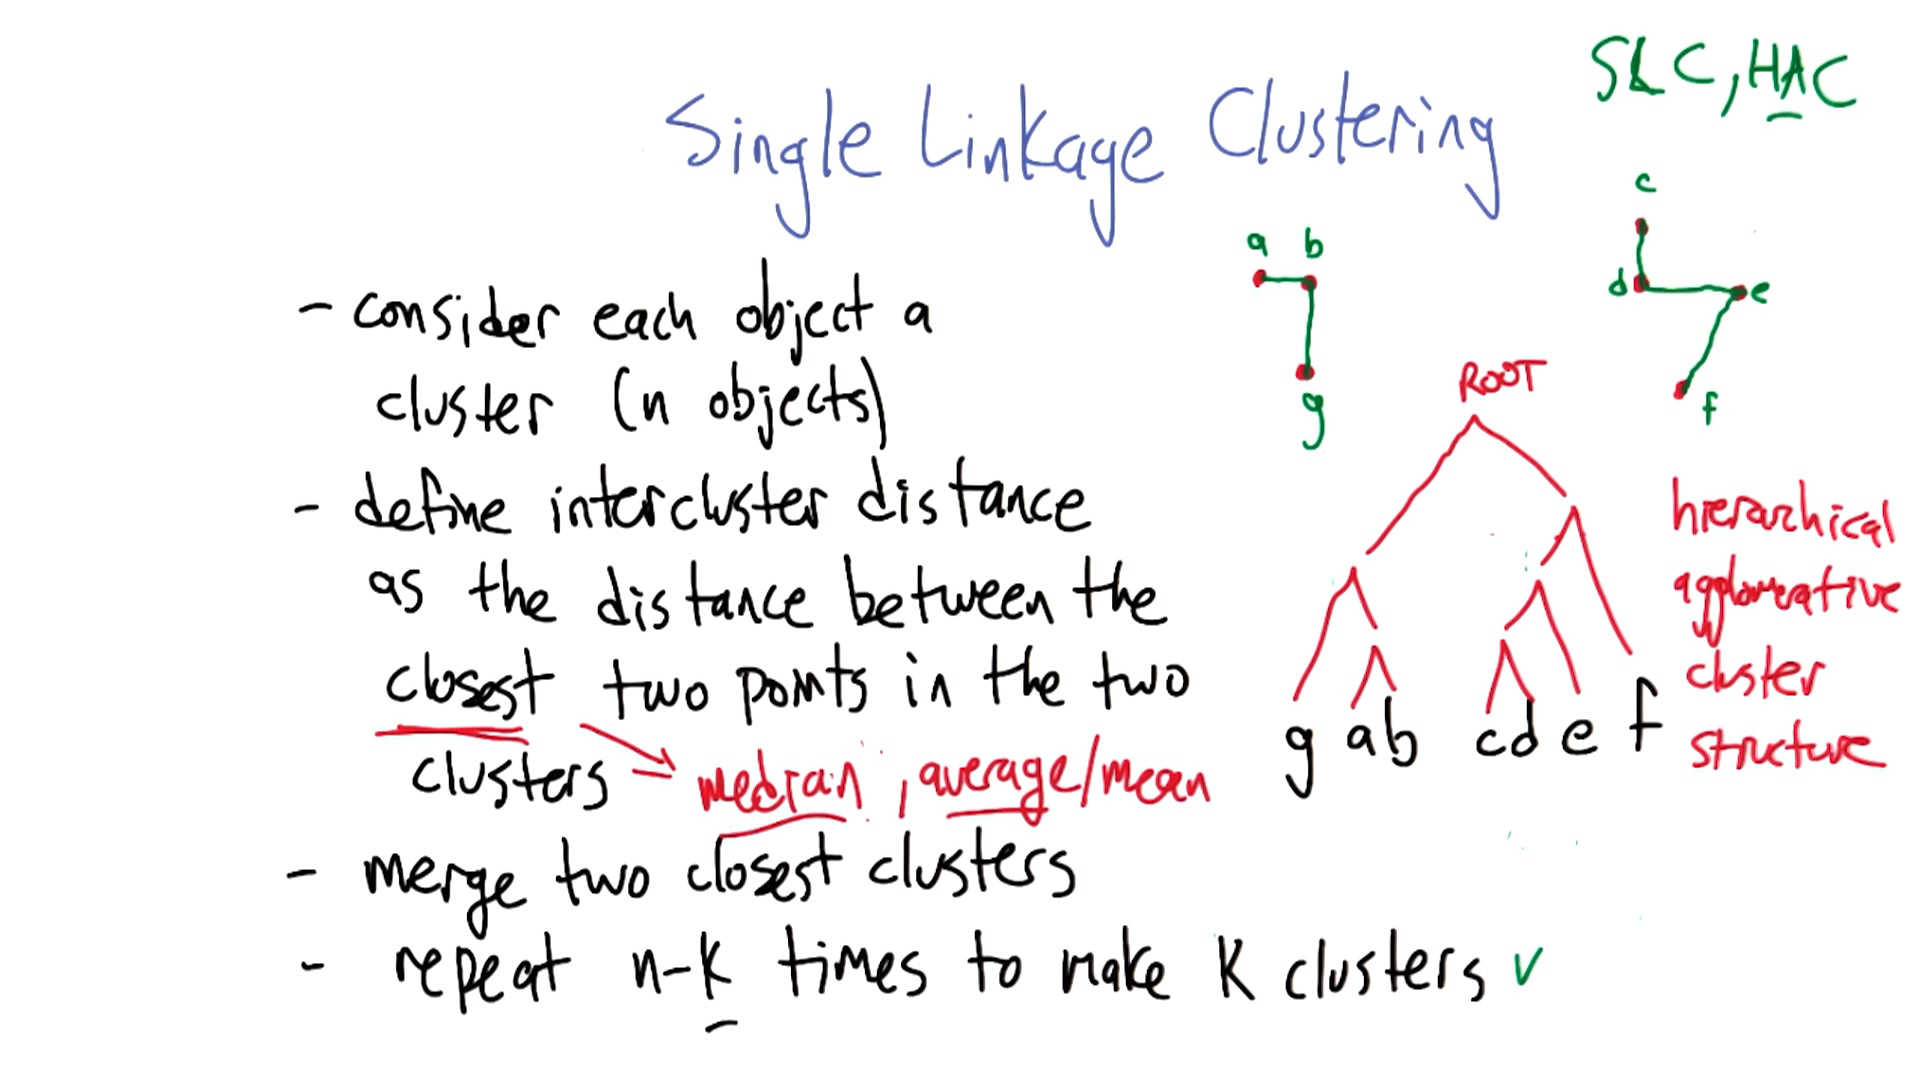 SLC, HAC
Single Linkage Clustering
- consider each object a
cluster (n objects)
- define intercluster distance
as the distance between the
closest two points in the two
clusters → median, average/mean
- merge two closest clusters
- repeat n-k times to make K clusters ✓
a b
g
c
d e
f
ROOT
g ab cd e f
hierarchical
agglomerative
cluster
structure